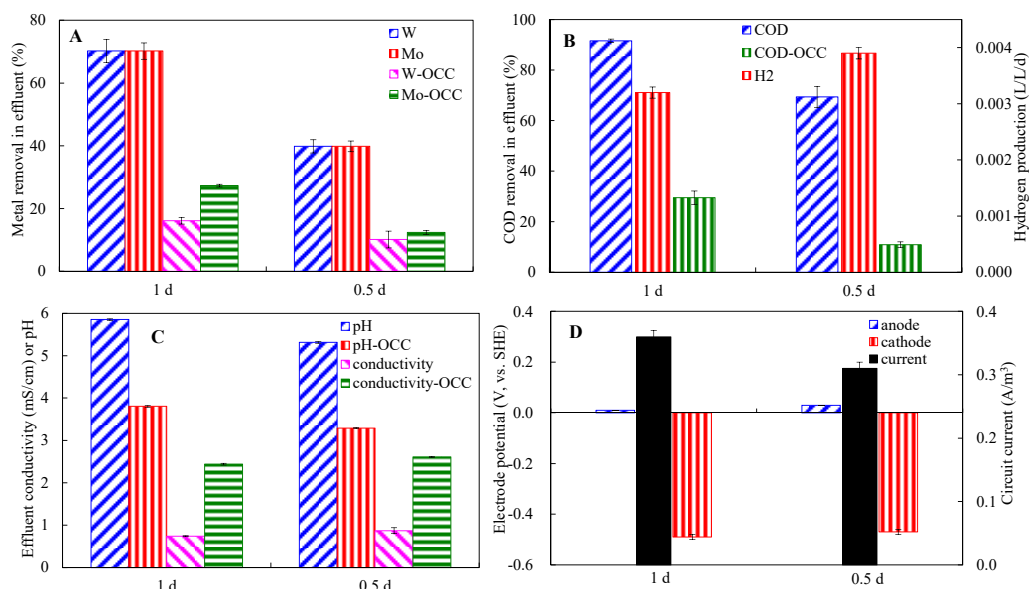 A
W
Mo
W-OCC
Mo-OCC
Metal removal in effluent (%)
80
60
40
20
0
1 d
0.5 d
B
COD
COD-OCC
H2
COD removal in effluent (%)
100
80
60
40
20
0
Hydrogen production (L/L/d)
0.004
0.003
0.002
0.001
0.000
1 d
0.5 d
C
pH
pH-OCC
conductivity
conductivity-OCC
Effluent conductivity (mS/cm) or pH
6
5
4
3
2
1
0
1 d
0.5 d
D
anode
cathode
current
Electrode potential (V, vs. SHE)
0.4
0.2
0.0
-0.2
-0.4
-0.6
Circuit current (A/m³)
0.4
0.3
0.2
0.1
0.0
1 d
0.5 d